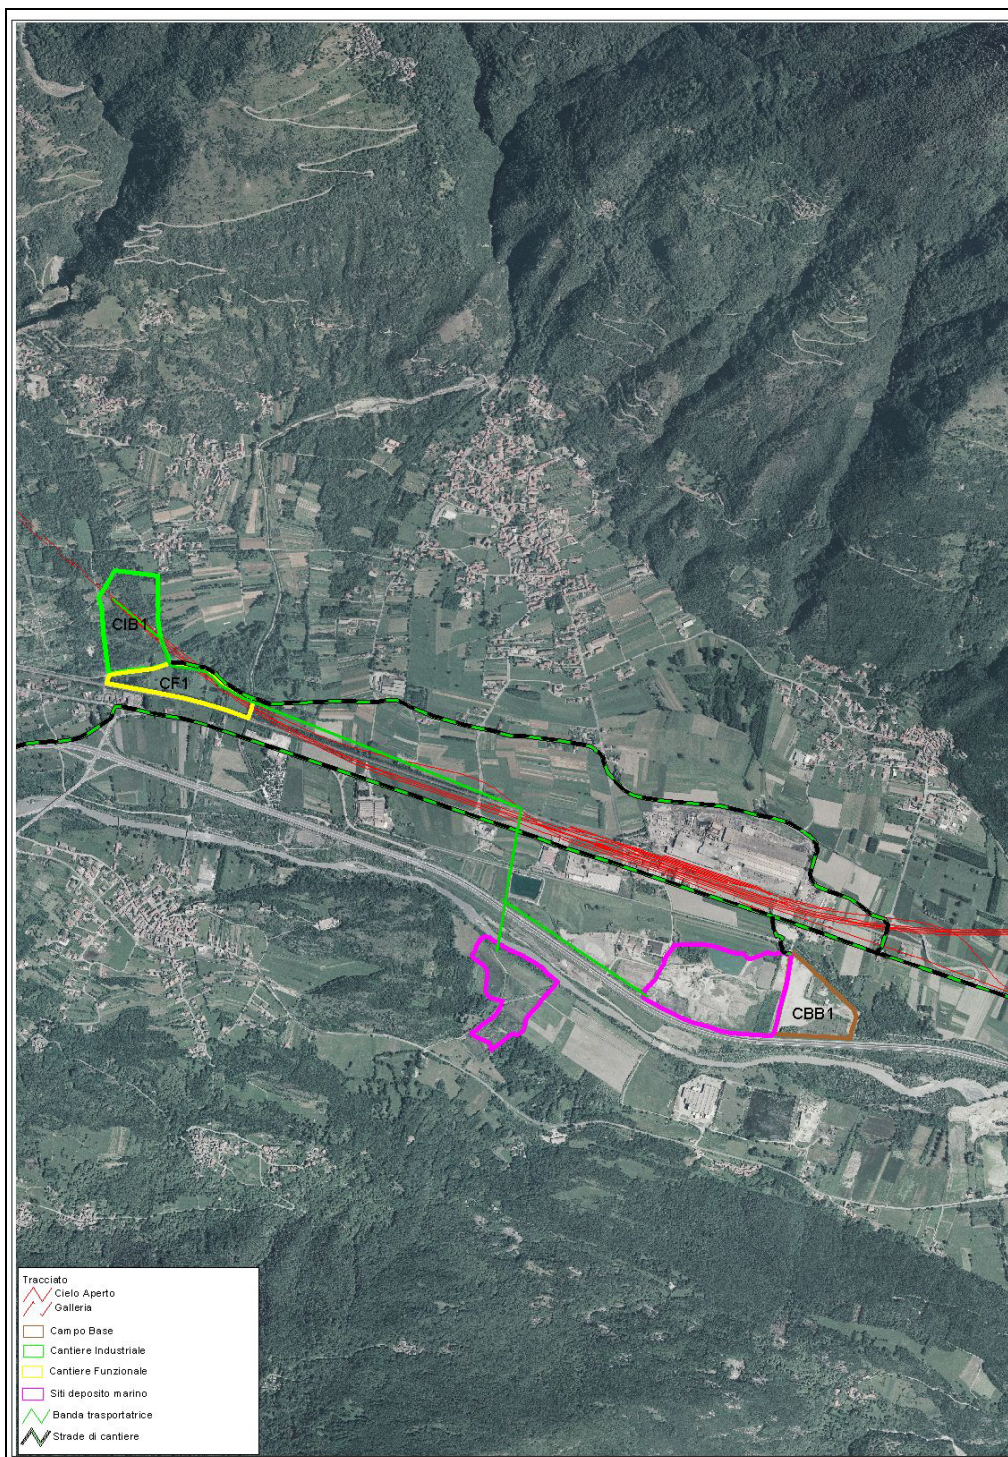 CIB1
CF1
CBB1
Tracciato
Cielo Aperto
Galleria
Campo Base
Cantiere Industriale
Cantiere Funzionale
Siti deposito marino
Banda trasportatrice
Strade di cantiere